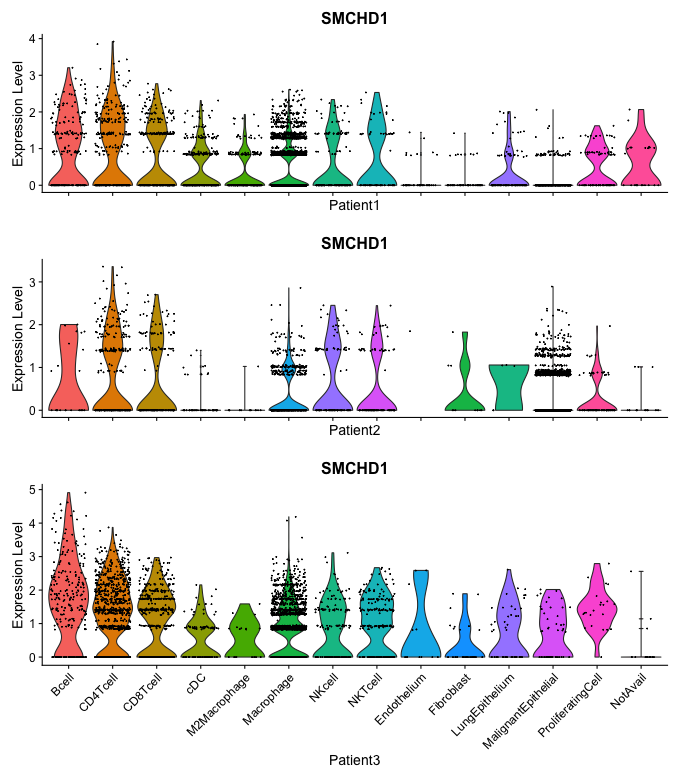 SMCHD1
Expression Level
4
3
2
1
0
Patient1
SMCHD1
Expression Level
3
2
1
0
Patient2
SMCHD1
Expression Level
5
4
3
2
1
0
Bcell
CD4Tcell
CD8Tcell
cDC
M2Macrophage
Macrophage
NKcell
NKTcell
Endothelium
Fibroblast
LungEpithelium
MalignantEpithelial
ProliferatingCell
NotAvail
Patient3